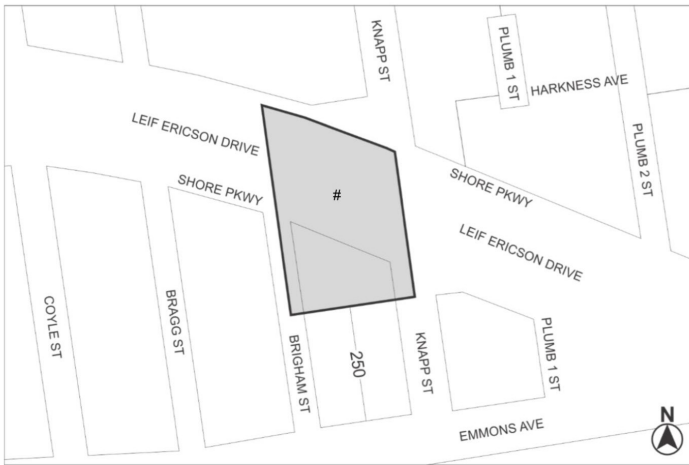 KNAPP ST
PLUMB 1 ST
HARKNESS AVE
LEIF ERICSON DRIVE
PLUMB 2 ST
SHORE PKWY
SHORE PKWY
#
LEIF ERICSON DRIVE
COYLE ST
BRAGG ST
BRIGHAM ST
250
KNAPP ST
PLUMB 1 ST
EMMONS AVE
N